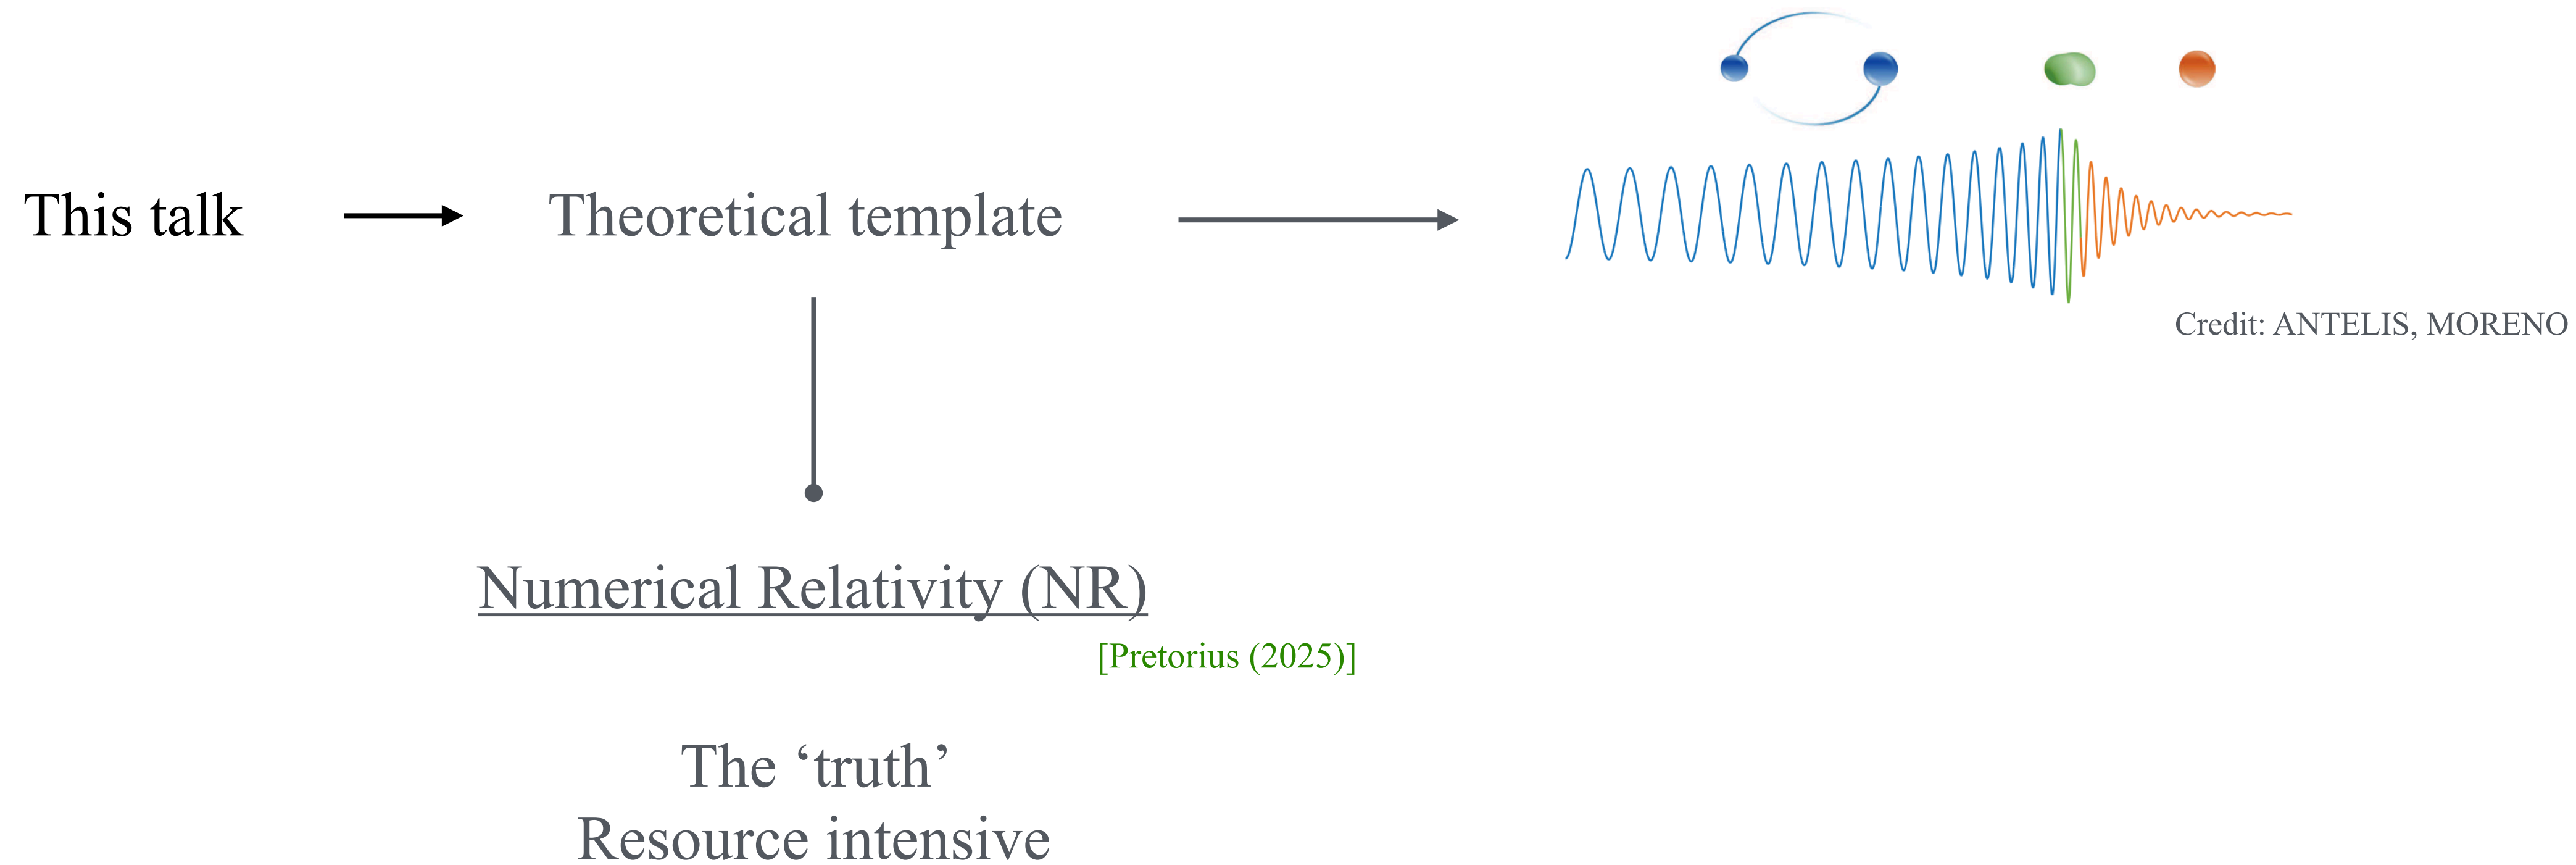 This talk
Theoretical template
Credit: ANTELIS, MORENO
Numerical Relativity (NR)
[Pretorius (2025)]
The ‘truth’
Resource intensive